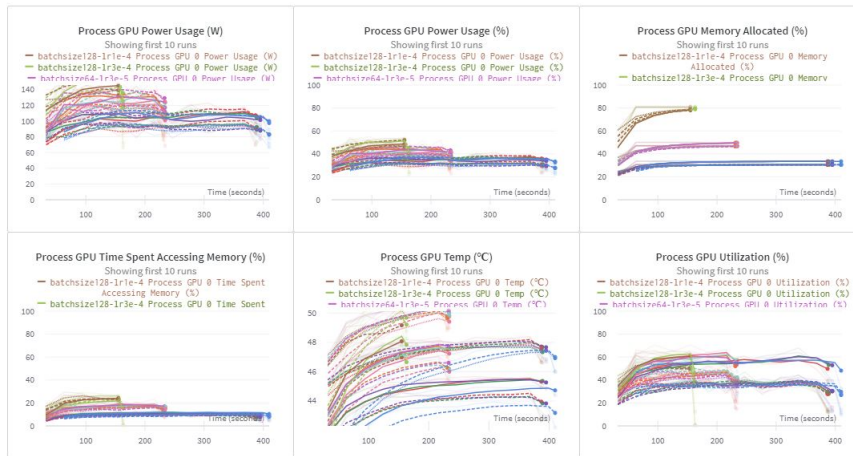 Process GPU Power Usage (W)
Showing first 10 runs
batchsize128-lr1e-4 Process GPU 0 Power Usage (W)
batchsize128-lr3e-4 Process GPU 0 Power Usage (W)
batchsize64-lr3e-5 Process GPU 0 Power Usage (W)
140
120
100
80
60
40
20
0
Time (seconds)
100 200 300 400
Process GPU Power Usage (%)
Showing first 10 runs
batchsize128-lr1e-4 Process GPU 0 Power Usage (%)
batchsize128-lr3e-4 Process GPU 0 Power Usage (%)
batchsize64-lr3e-5 Process GPU 0 Power Usage (%)
100
80
60
40
20
0
Time (seconds)
100 200 300 400
Process GPU Memory Allocated (%)
Showing first 10 runs
batchsize128-lr1e-4 Process GPU 0 Memory
Allocated (%)
batchsize128-lr3e-4 Process GPU 0 Memory
100
80
60
40
20
0
Time (seconds)
100 200 300 400
Process GPU Time Spent Accessing Memory (%)
Showing first 10 runs
batchsize128-lr1e-4 Process GPU 0 Time Spent
Accessing Memory (%)
batchsize128-lr3e-4 Process GPU 0 Time Spent
100
80
60
40
20
0
Time (seconds)
100 200 300 400
Process GPU Temp (℃)
Showing first 10 runs
batchsize128-lr1e-4 Process GPU 0 Temp (℃)
batchsize128-lr3e-4 Process GPU 0 Temp (℃)
batchsize64-lr3e-5 Process GPU 0 Temp (℃)
50
48
46
44
Time (seconds)
100 200 300 400
Process GPU Utilization (%)
Showing first 10 runs
batchsize128-lr1e-4 Process GPU 0 Utilization (%)
batchsize128-lr3e-4 Process GPU 0 Utilization (%)
batchsize64-lr3e-5 Process GPU 0 Utilization (%)
100
80
60
40
20
0
Time (seconds)
100 200 300 400